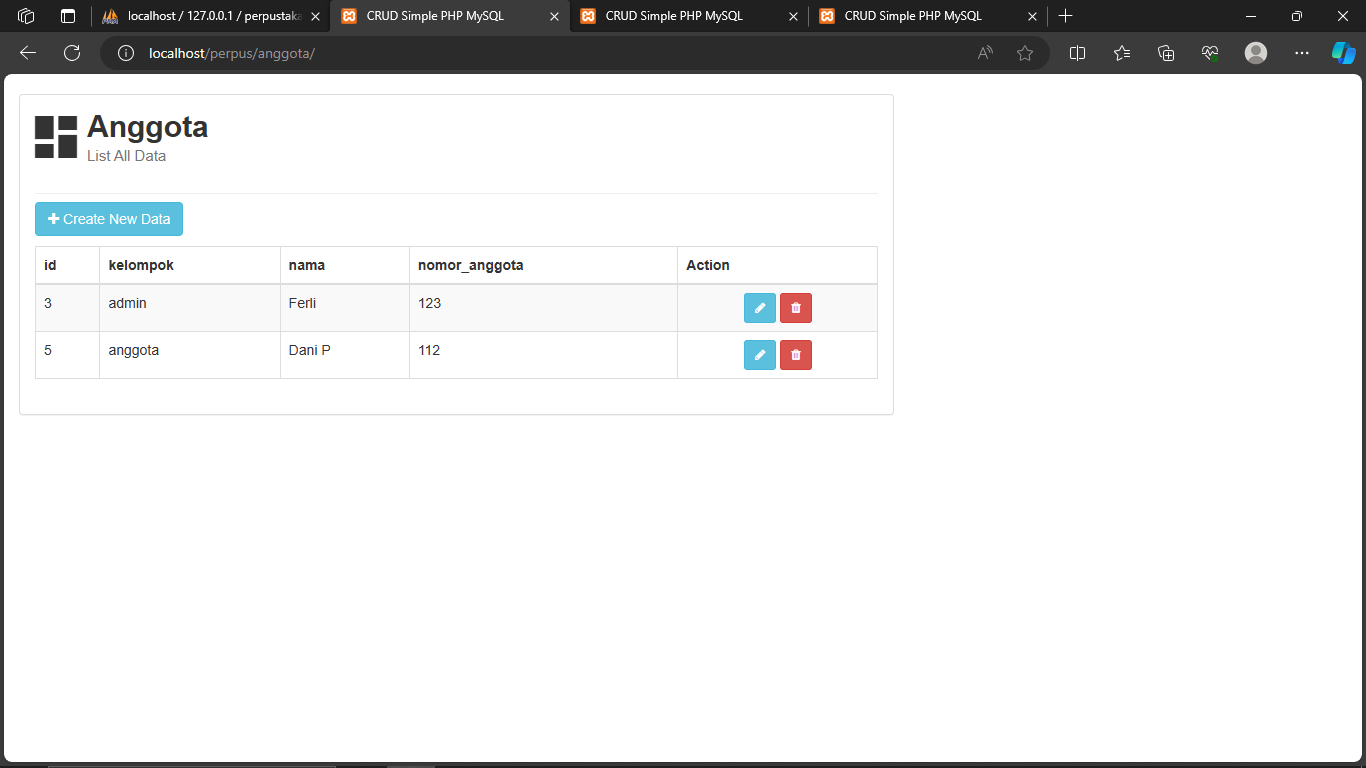 localhost / 127.0.0.1 / perpustaka
CRUD Simple PHP MySQL
CRUD Simple PHP MySQL
CRUD Simple PHP MySQL
localhost/perpus/anggota/
Anggota
List All Data
Create New Data
id kelompok nama nomor_anggota Action
3 admin Ferli 123
5 anggota Dani P 112